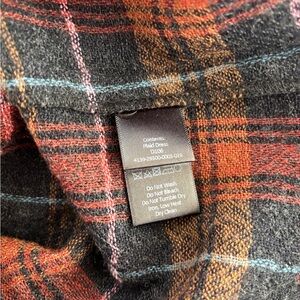 Contents:
Plaid Dress
Do Not Wash
Do Not Bleach
Do Not Tumble Dry
Iron, Low Heat
Dry Clean